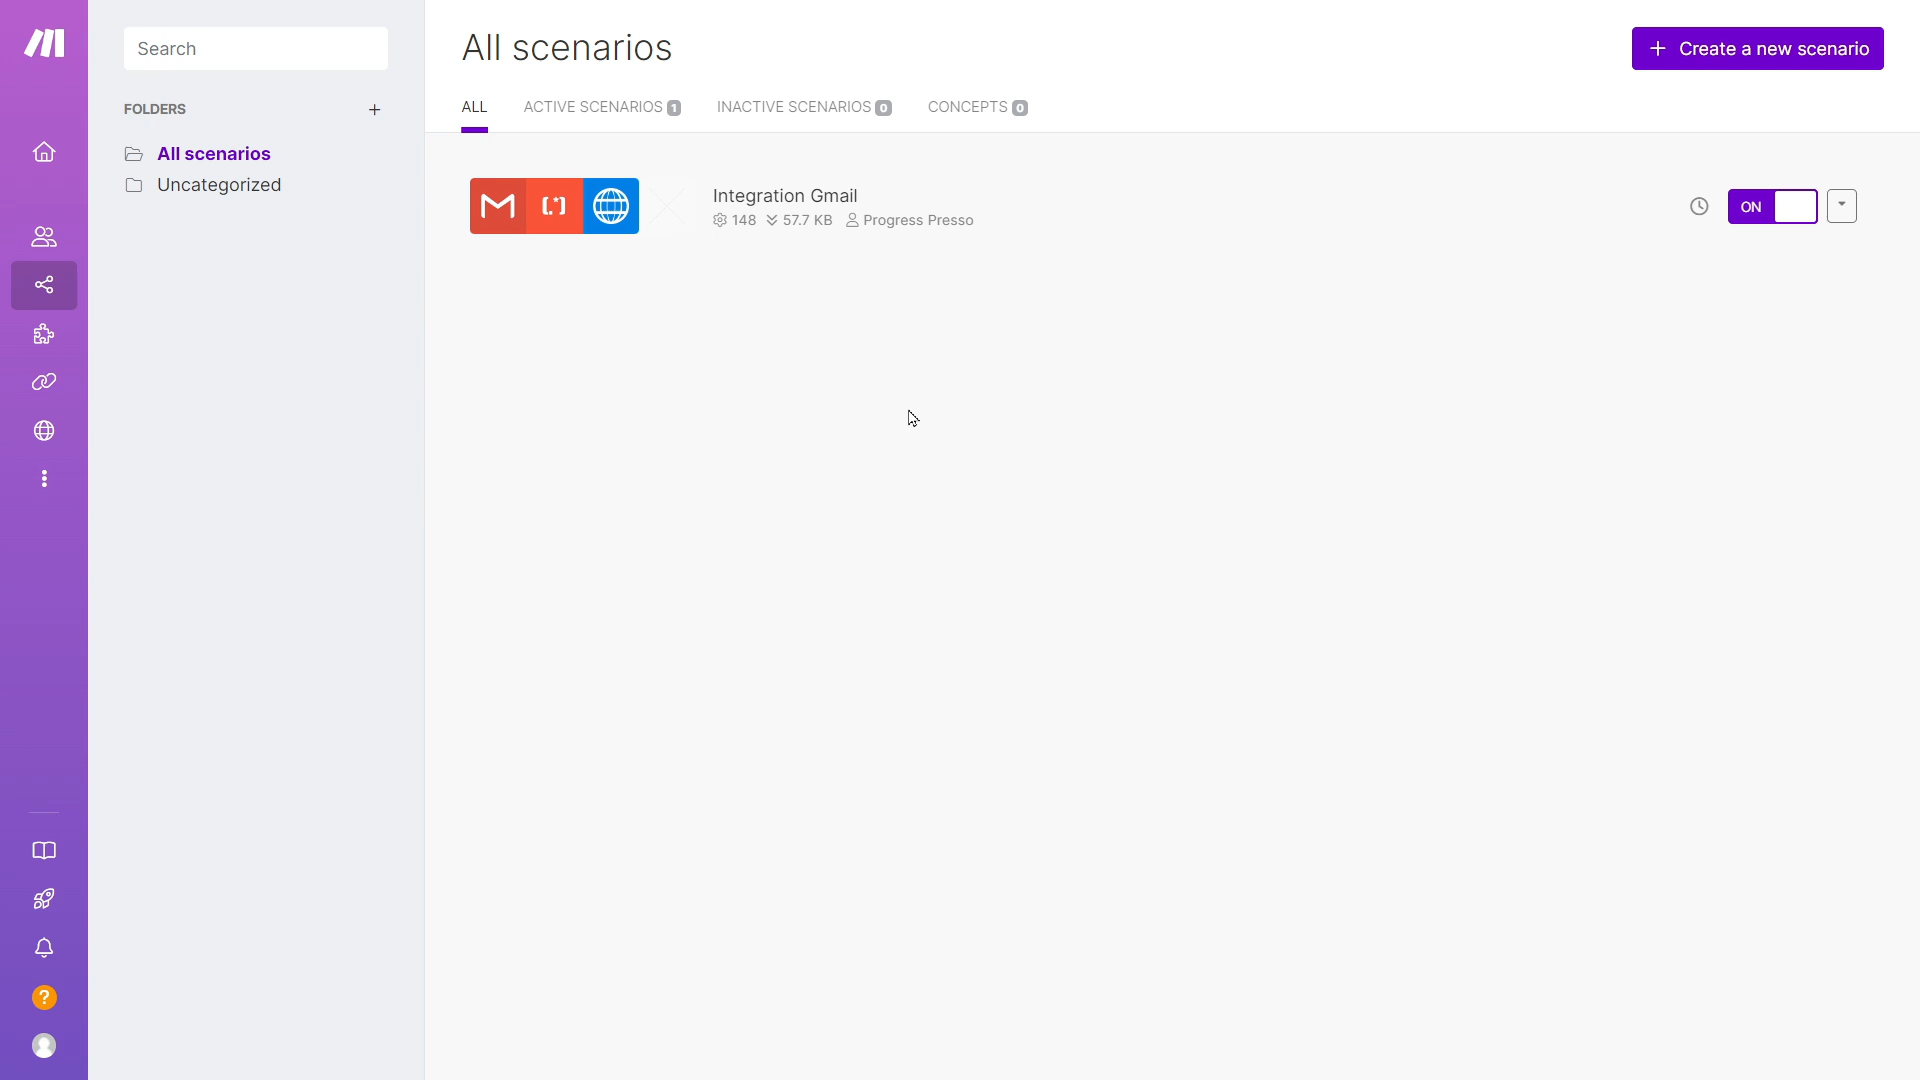 Search
FOLDERS
All scenarios
Uncategorized
All scenarios
Create a new scenario
ALL
ACTIVE SCENARIOS 1
INACTIVE SCENARIOS 0
CONCEPTS 0
Integration Gmail
148 57.7 KB Progress Presso
ON
?